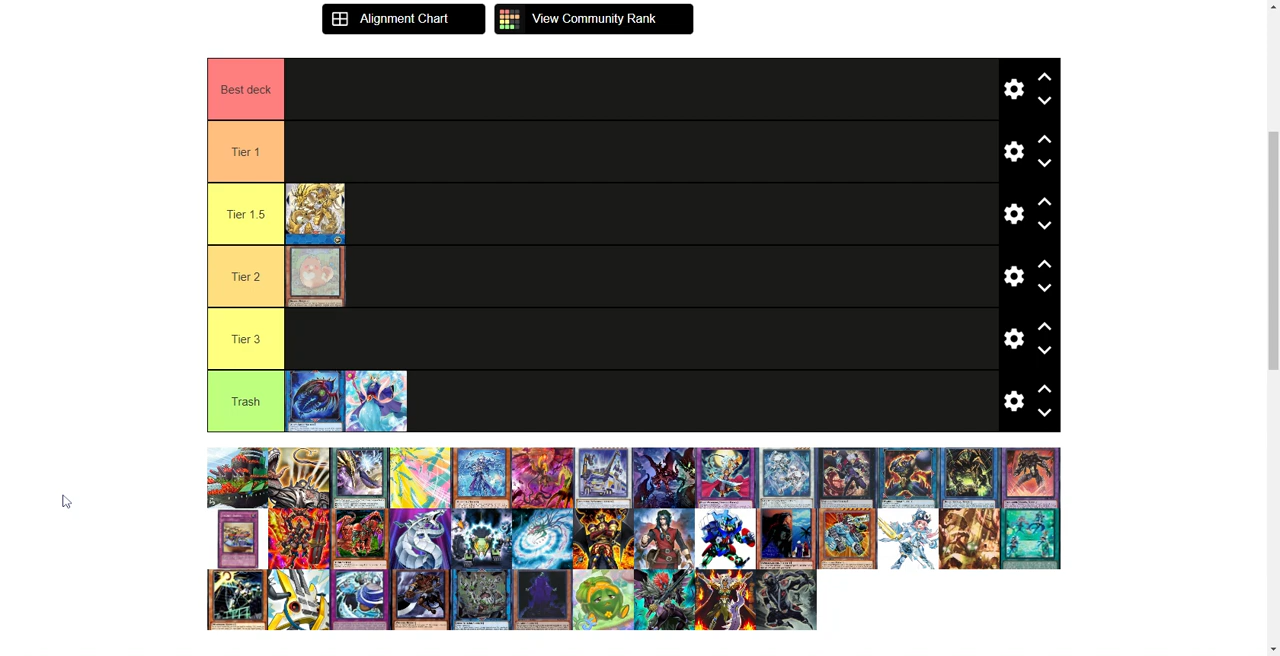 Alignment Chart
View Community Rank
Best deck
Tier 1
Tier 1.5
Tier 2
Tier 3
Trash